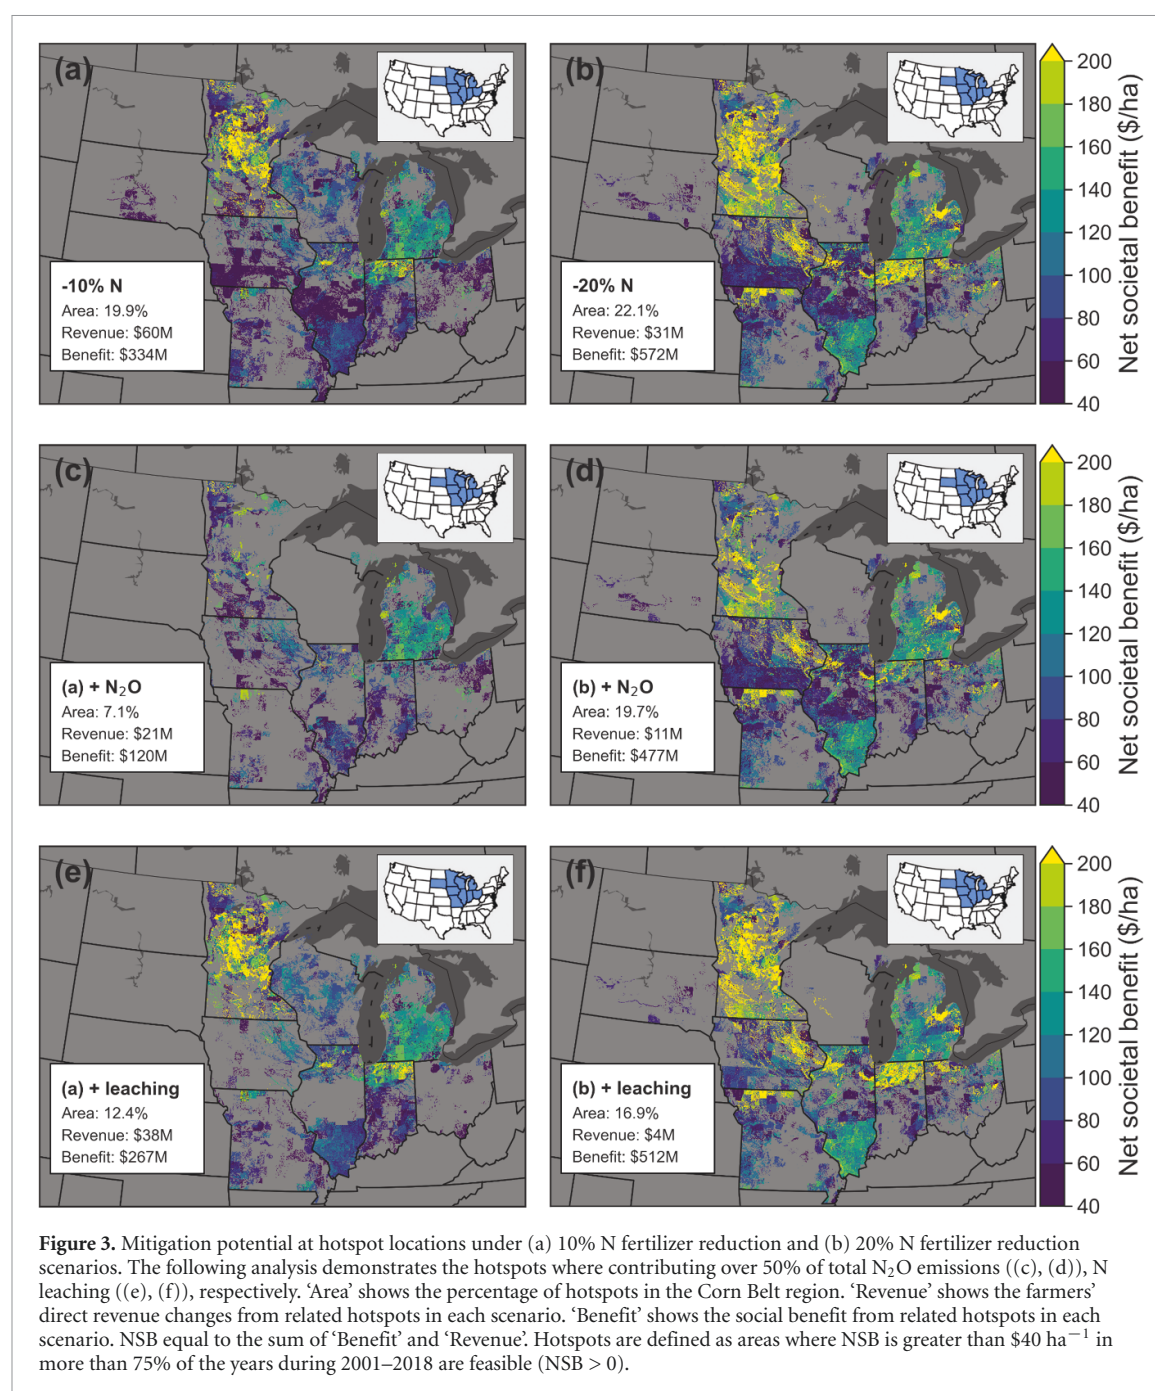 (a)
-10% N
Area: 19.9%
Revenue: $60M
Benefit: $334M
(b)
-20% N
Area: 22.1%
Revenue: $31M
Benefit: $572M
200
180
160
140
120
100
80
60
40
Net societal benefit ($/ha)
(c)
(a) + N₂O
Area: 7.1%
Revenue: $21M
Benefit: $120M
(d)
(b) + N₂O
Area: 19.7%
Revenue: $11M
Benefit: $477M
200
180
160
140
120
100
80
60
40
Net societal benefit ($/ha)
(e)
(a) + leaching
Area: 12.4%
Revenue: $38M
Benefit: $267M
(f)
(b) + leaching
Area: 16.9%
Revenue: $4M
Benefit: $512M
200
180
160
140
120
100
80
60
40
Net societal benefit ($/ha)
Figure 3. Mitigation potential at hotspot locations under (a) 10% N fertilizer reduction and (b) 20% N fertilizer reduction
scenarios. The following analysis demonstrates the hotspots where contributing over 50% of total N₂O emissions ((c), (d)), N
leaching ((e), (f)), respectively. ‘Area’ shows the percentage of hotspots in the Corn Belt region. ‘Revenue’ shows the farmers’
direct revenue changes from related hotspots in each scenario. ‘Benefit’ shows the social benefit from related hotspots in each
scenario. NSB equal to the sum of ‘Benefit’ and ‘Revenue’. Hotspots are defined as areas where NSB is greater than $40 ha⁻¹ in
more than 75% of the years during 2001–2018 are feasible (NSB > 0).